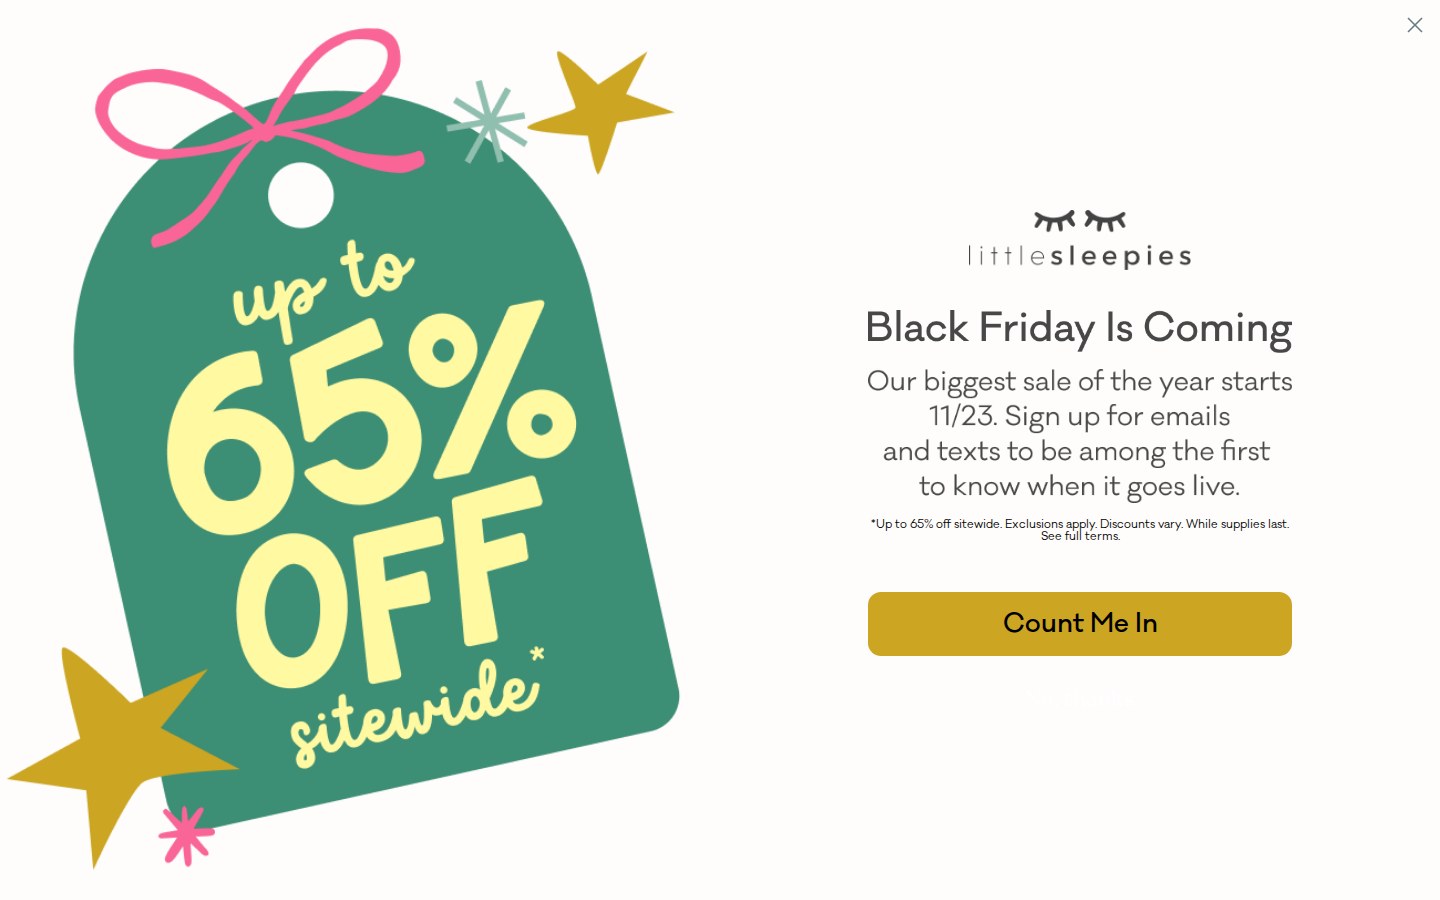 up to
65%
OFF
sitewide*
littlesleepies
Black Friday Is Coming
Our biggest sale of the year starts
11/23. Sign up for emails
and texts to be among the first
to know when it goes live.
*Up to 65% off sitewide. Exclusions apply. Discounts vary. While supplies last.
See full terms.
Count Me In